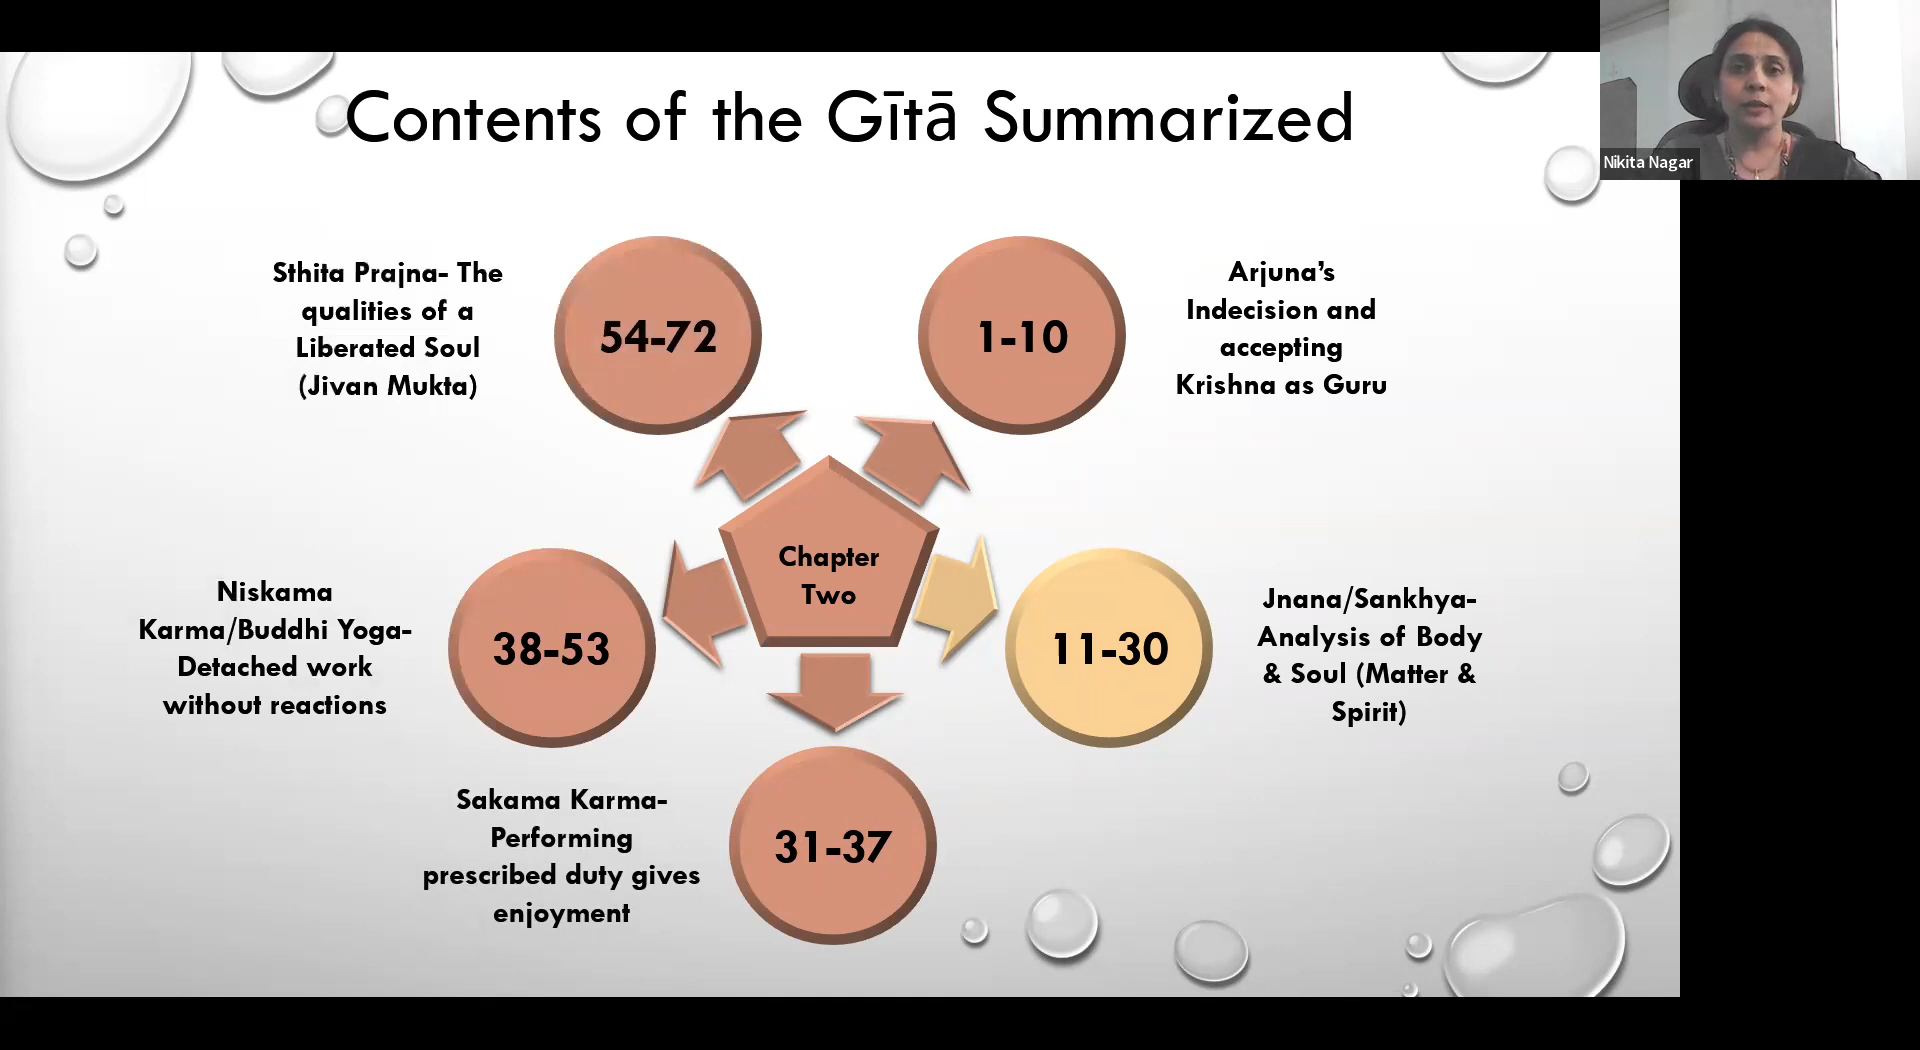 Contents of the Gītā Summarized
Nikita Nagar
Sthita Prajna- The
qualities of a
Liberated Soul
(Jivan Mukta)
54-72
1-10
Arjuna’s
Indecision and
accepting
Krishna as Guru
Chapter
Two
Niskama
Karma/Buddhi Yoga-
Detached work
without reactions
38-53
11-30
Jnana/Sankhya-
Analysis of Body
& Soul (Matter &
Spirit)
Sakama Karma-
Performing
prescribed duty gives
enjoyment
31-37